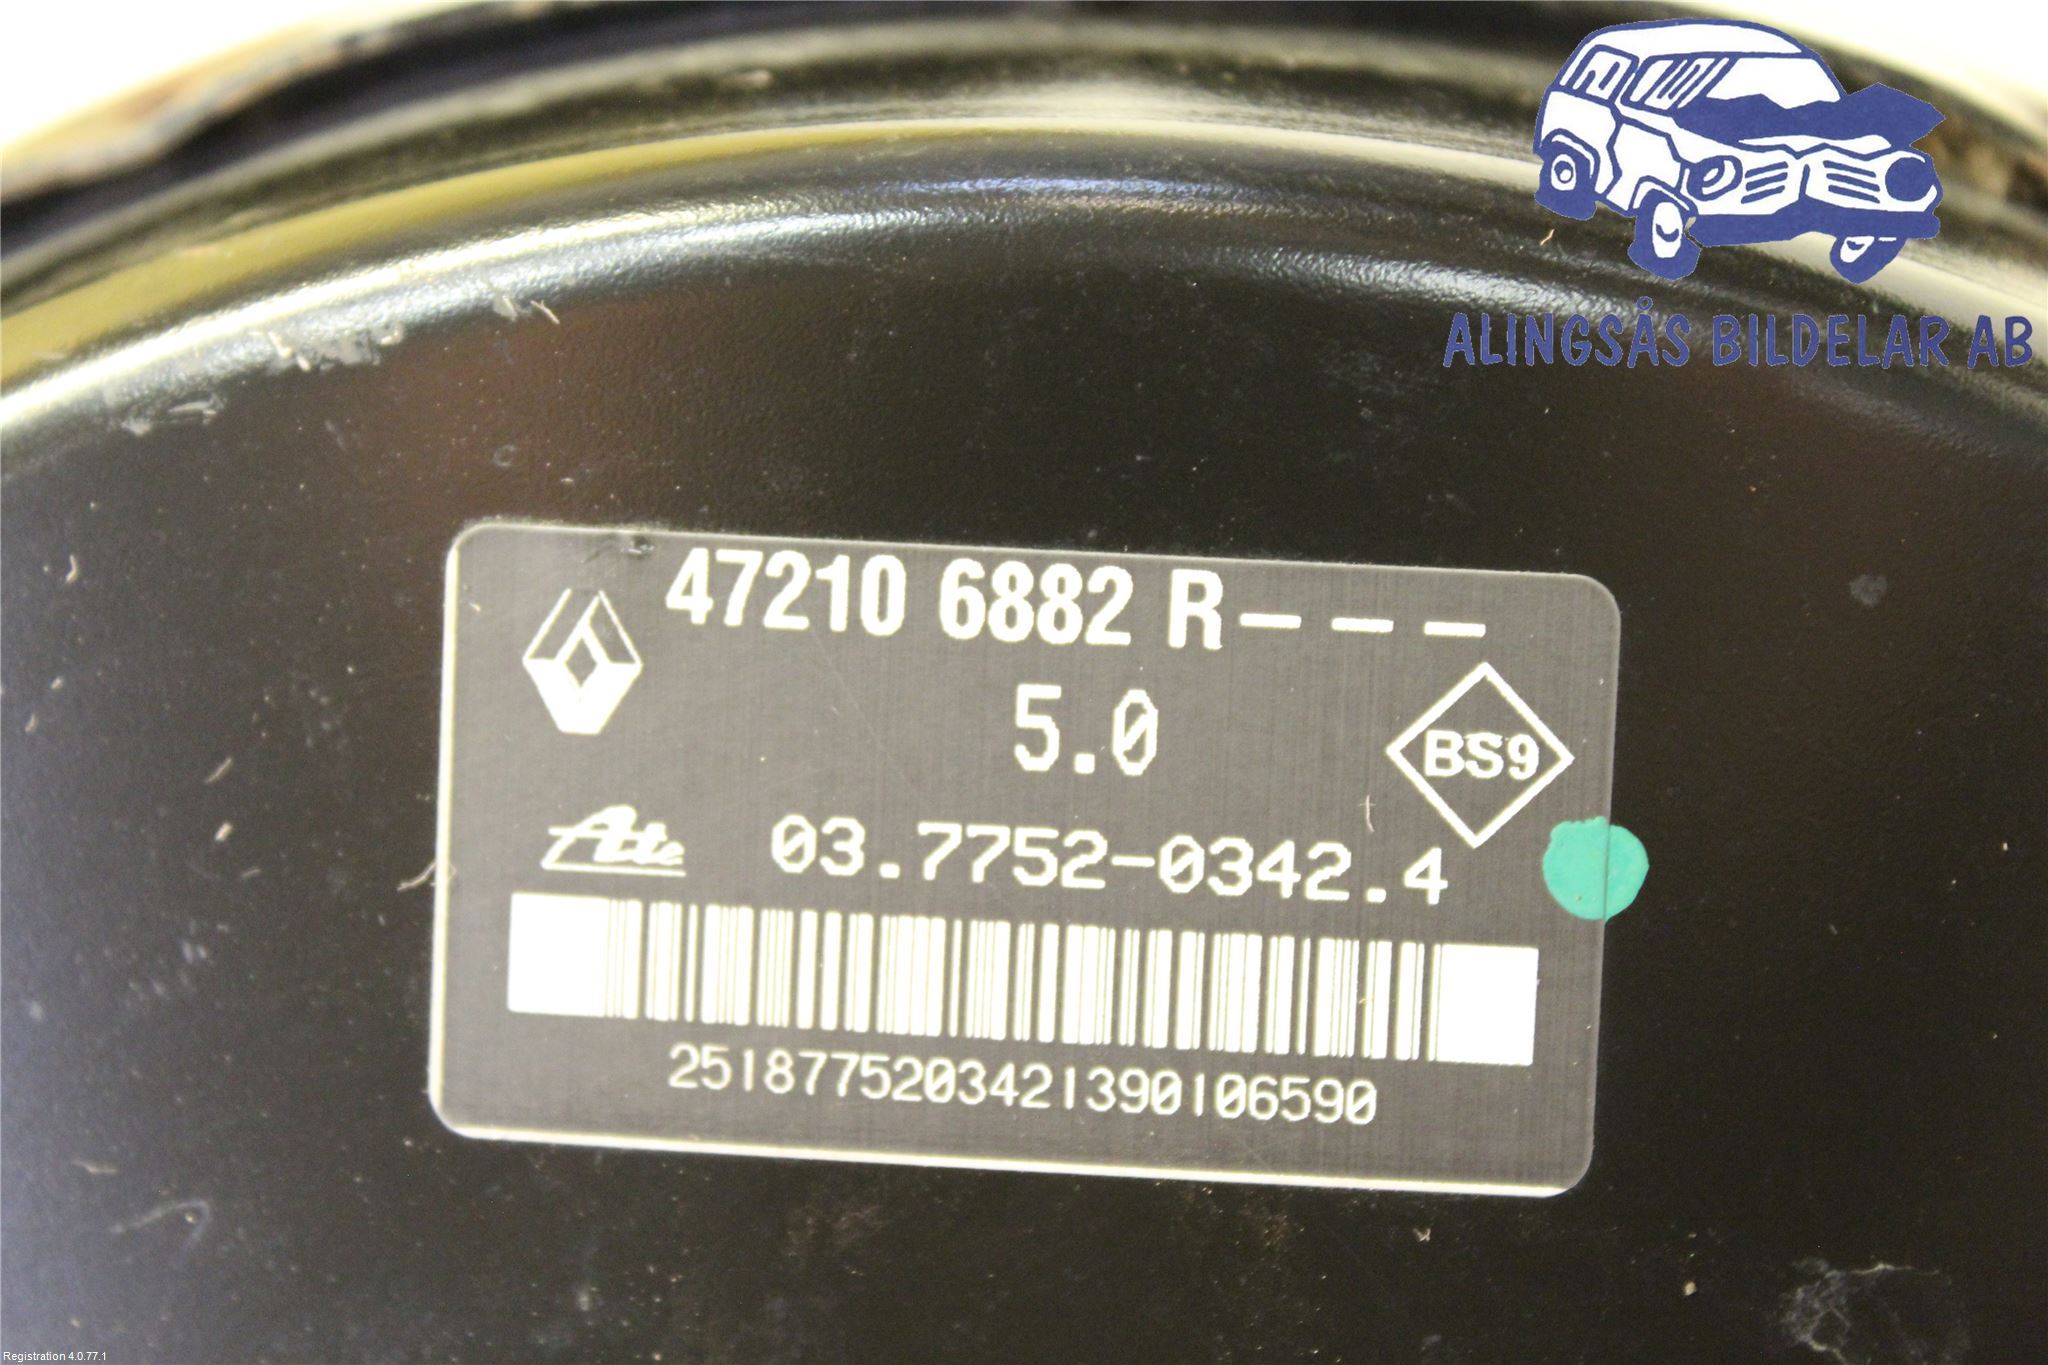 ALINGSÅS BILDELAR AB
47210 6882 R---
5.0
BS9
Ate 03.7752-0342.4
2518775203421390106590
Registration 4.0.77.1